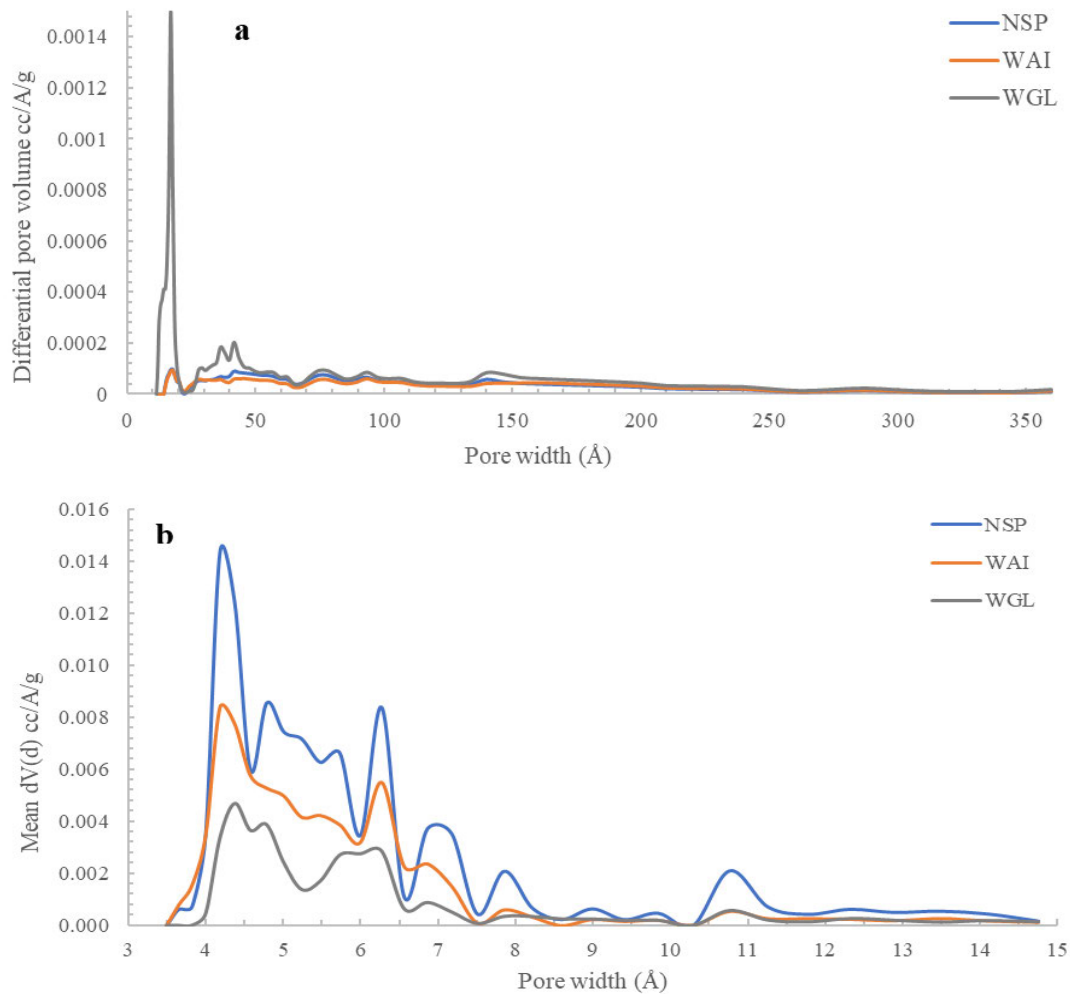 a
NSP
WAI
WGL
Differential pore volume cc/A/g
0.0014
0.0012
0.001
0.0008
0.0006
0.0004
0.0002
0
0 50 100 150 200 250 300 350
Pore width (Å)
b
NSP
WAI
WGL
Mean dV(d) cc/A/g
0.016
0.014
0.012
0.010
0.008
0.006
0.004
0.002
0.000
3 4 5 6 7 8 9 10 11 12 13 14 15
Pore width (Å)